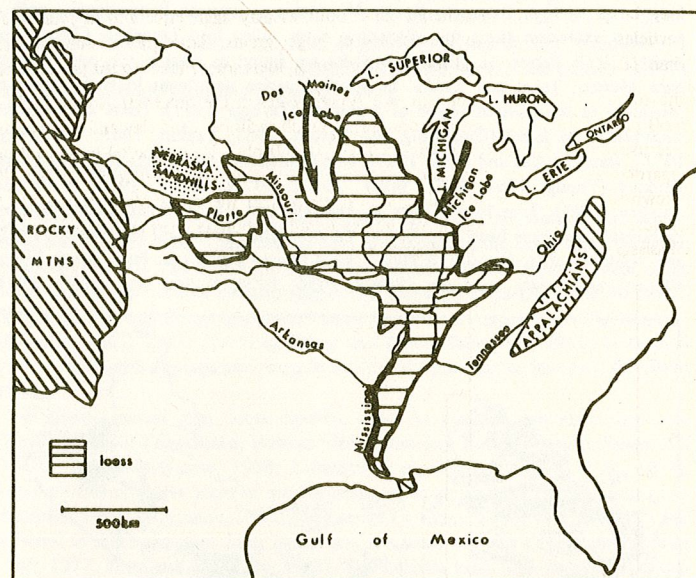 L. SUPERIOR
Des Moines
Ice Lobe
L. HURON
L. MICHIGAN
L. ONTARIO
L. ERIE
Michigan
Ice Lobe
NEBRASKA
SANDHILLS
Missouri
Platte
ROCKY
MTNS
Ohio
APPALACHIANS
Arkansas
Tennessee
Mississippi
loess
500km
Gulf of Mexico